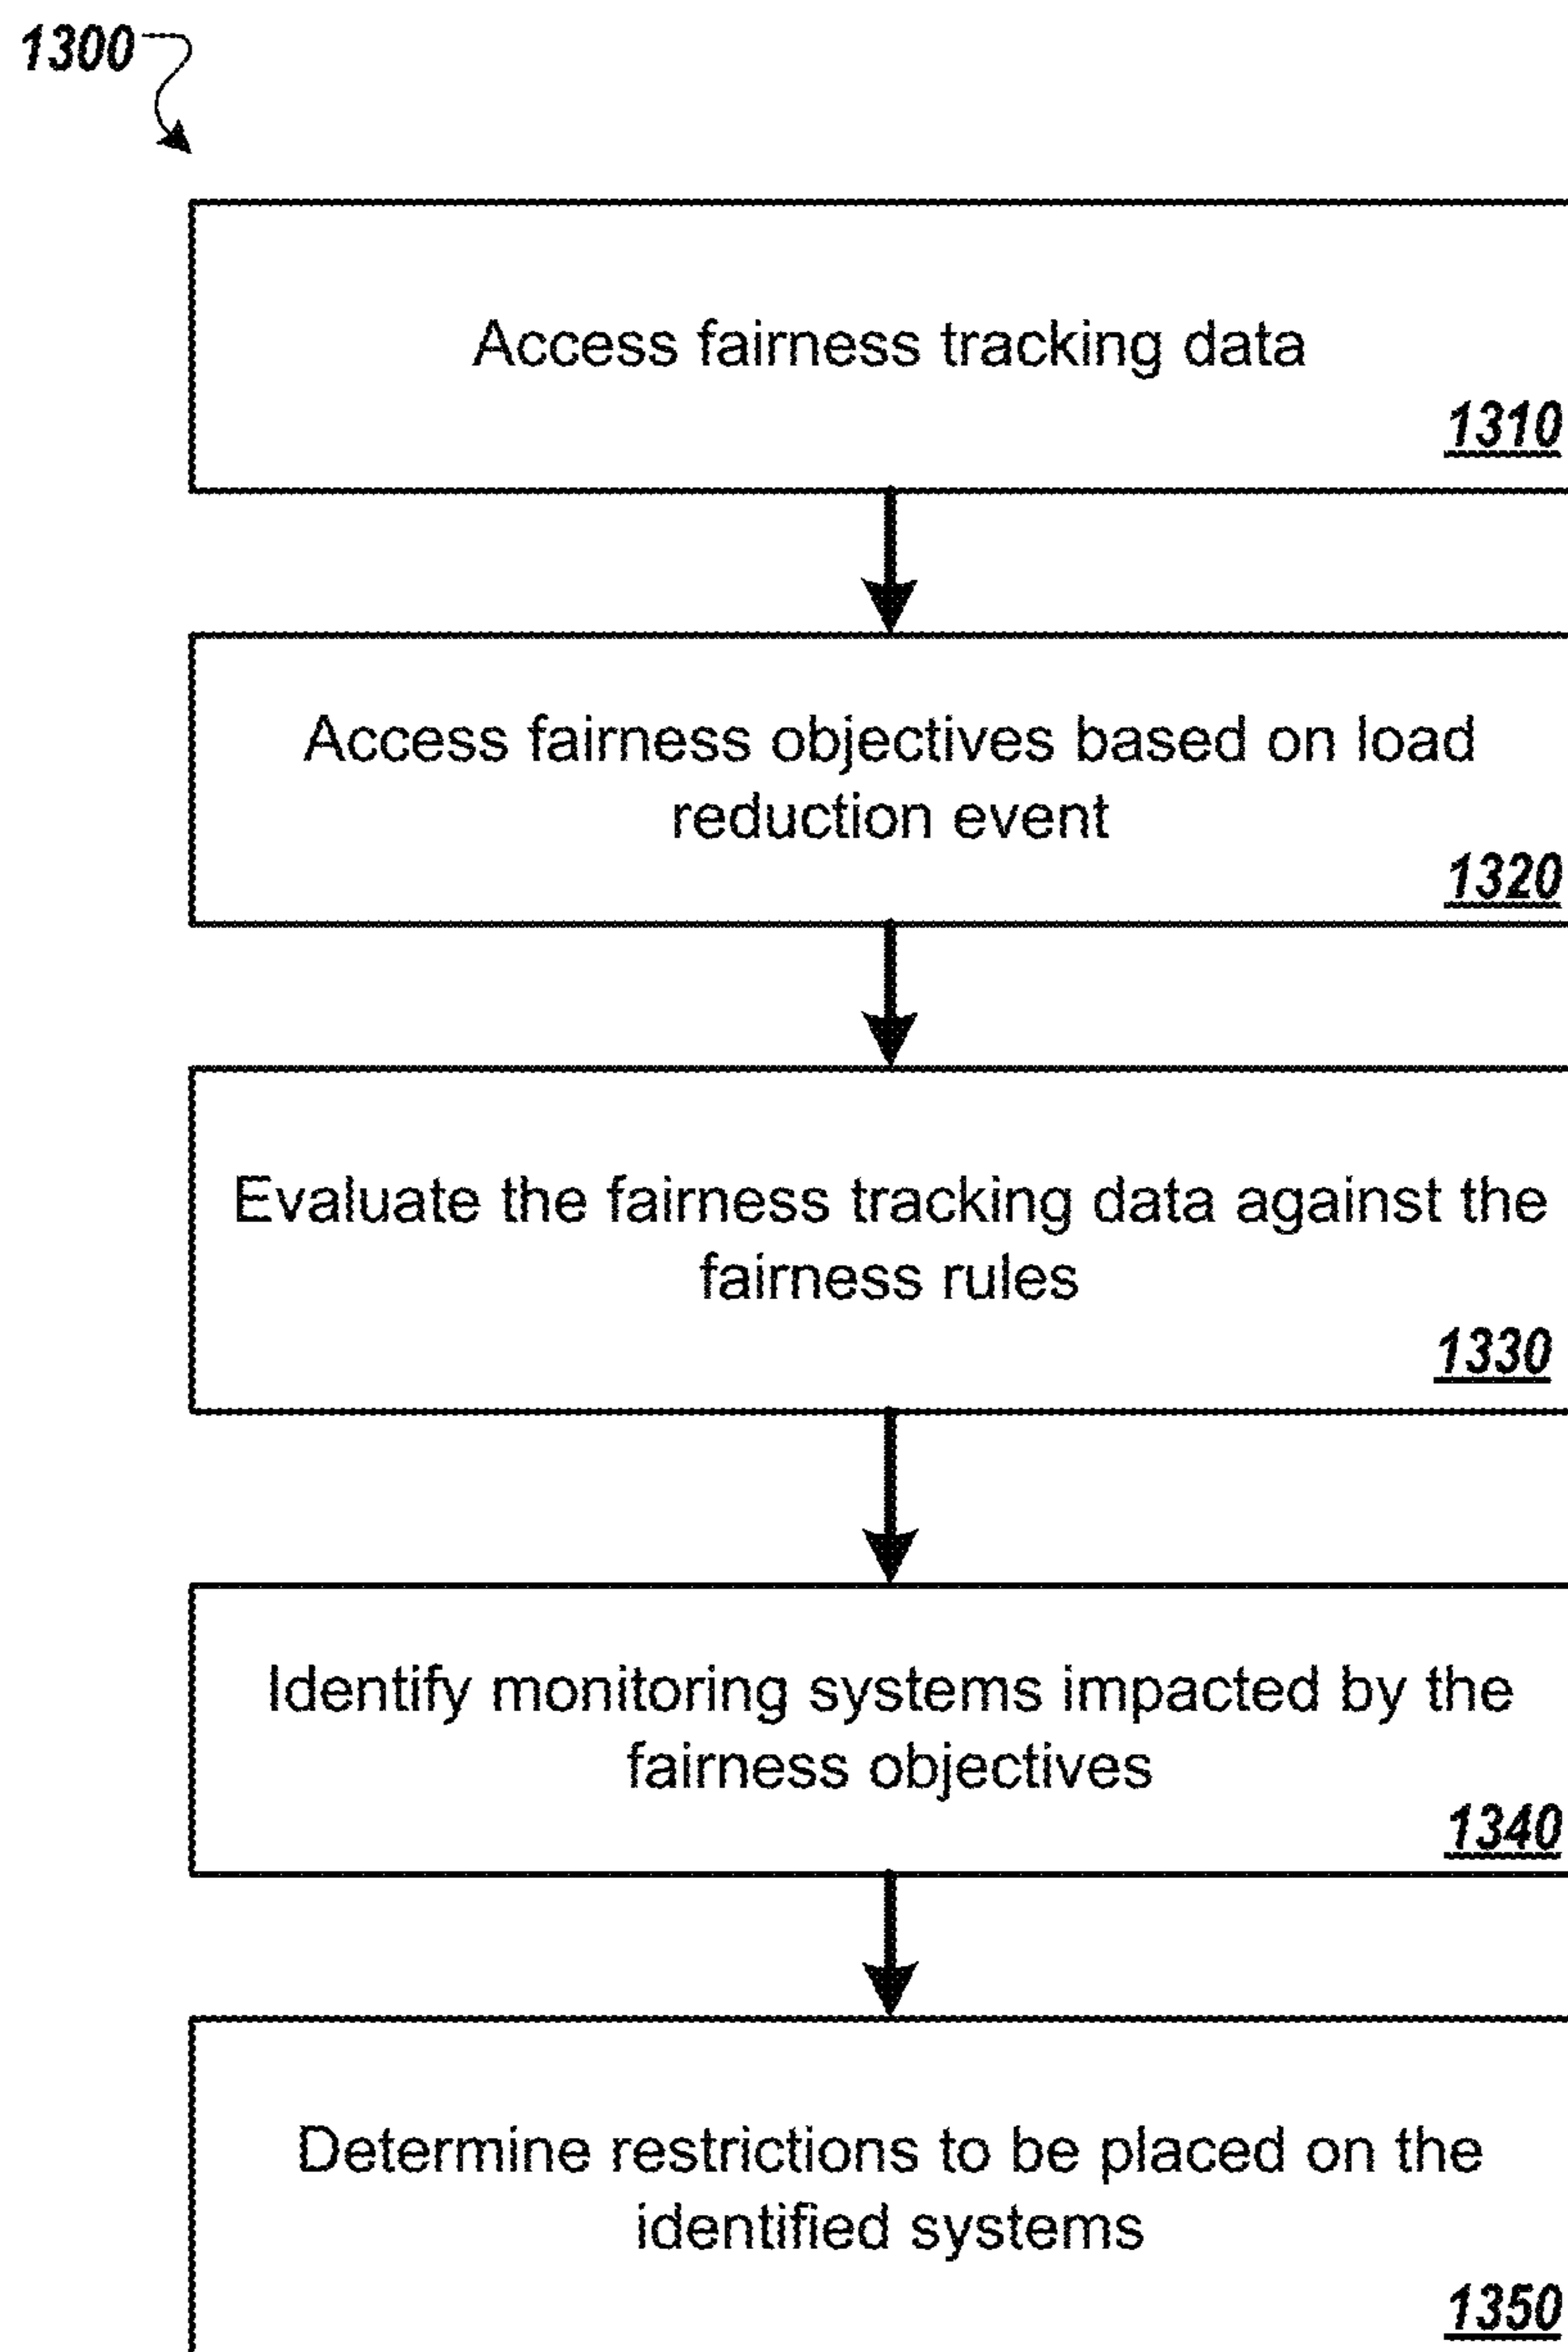 1300
Access fairness tracking data
1310
Access fairness objectives based on load
reduction event
1320
Evaluate the fairness tracking data against the
fairness rules
1330
Identify monitoring systems impacted by the
fairness objectives
1340
Determine restrictions to be placed on the
identified systems
1350